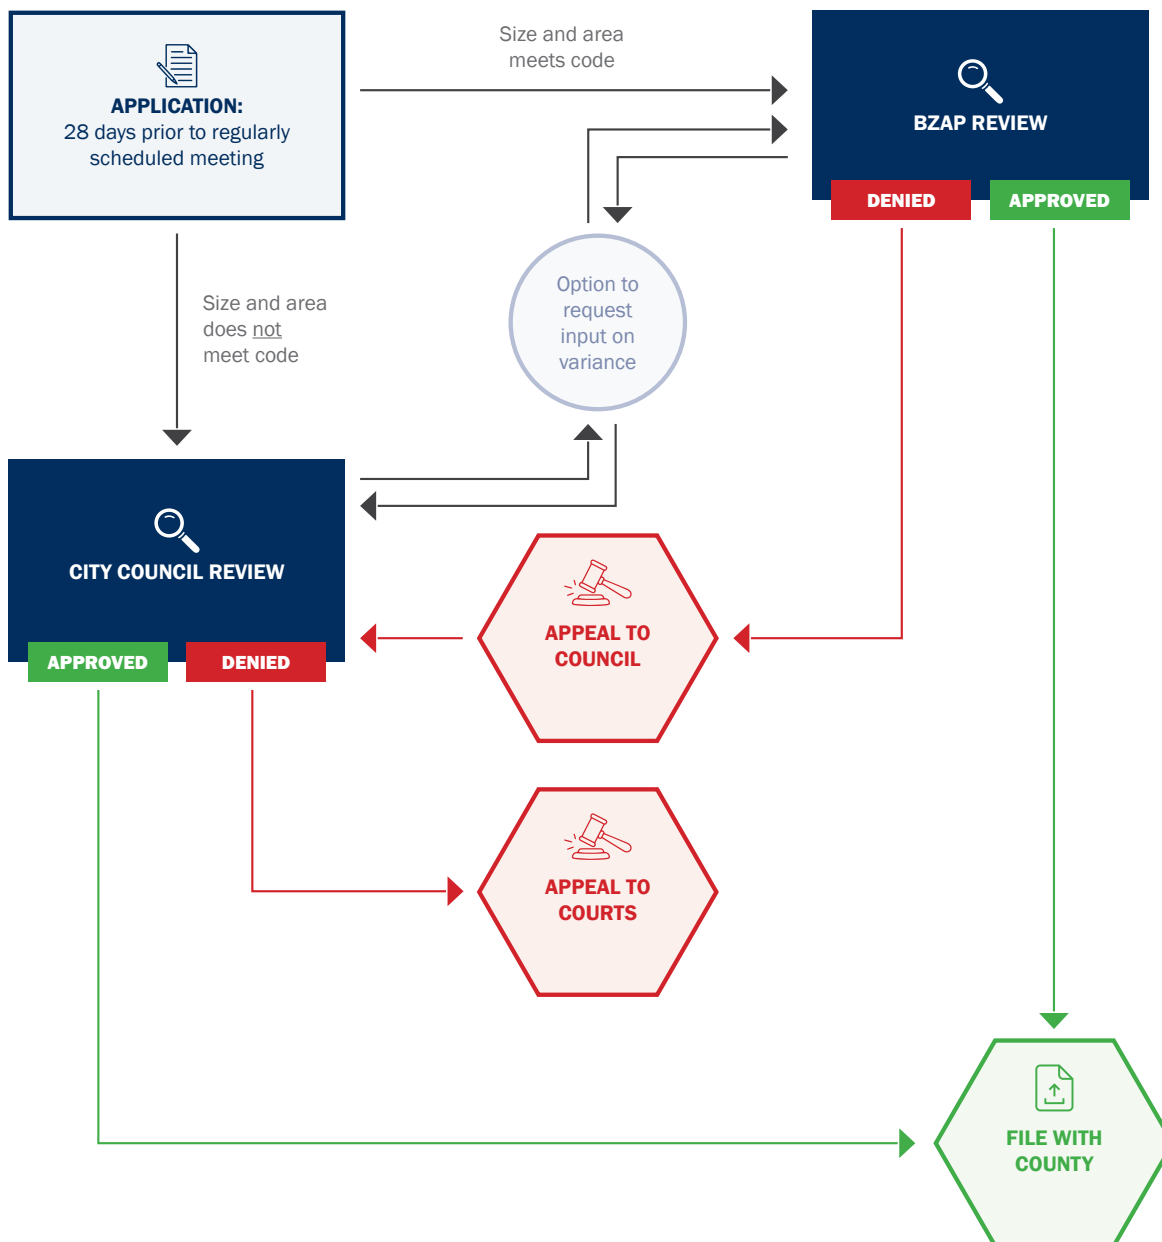 Size and area
meets code
APPLICATION:
28 days prior to regularly
scheduled meeting
BZAP REVIEW
DENIED
APPROVED
Size and area
does not
meet code
Option to
request
input on
variance
CITY COUNCIL REVIEW
APPROVED
DENIED
APPEAL TO
COUNCIL
APPEAL TO
COURTS
FILE WITH
COUNTY